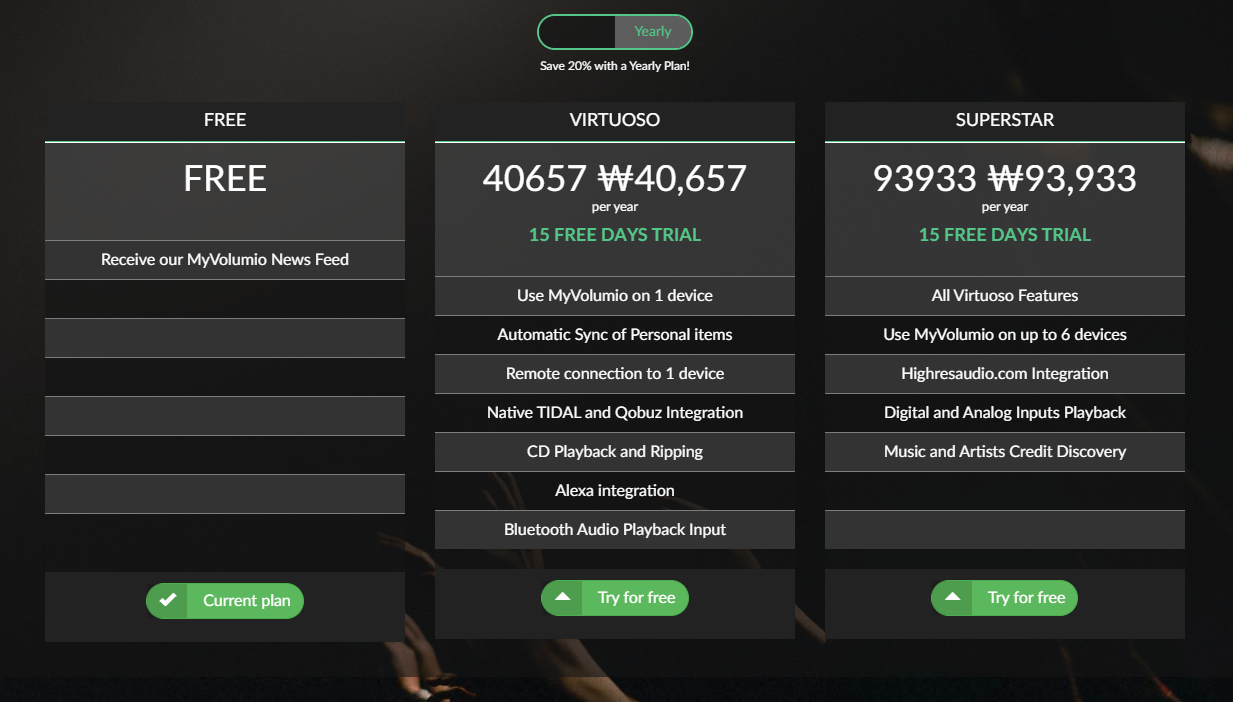 Yearly
Save 20% with a Yearly Plan!
FREE
FREE
Receive our MyVolumio News Feed
Current plan
VIRTUOSO
40657 ₩40,657
per year
15 FREE DAYS TRIAL
Use MyVolumio on 1 device
Automatic Sync of Personal items
Remote connection to 1 device
Native TIDAL and Qobuz Integration
CD Playback and Ripping
Alexa integration
Bluetooth Audio Playback Input
Try for free
SUPERSTAR
93933 ₩93,933
per year
15 FREE DAYS TRIAL
All Virtuoso Features
Use MyVolumio on up to 6 devices
Highresaudio.com Integration
Digital and Analog Inputs Playback
Music and Artists Credit Discovery
Try for free